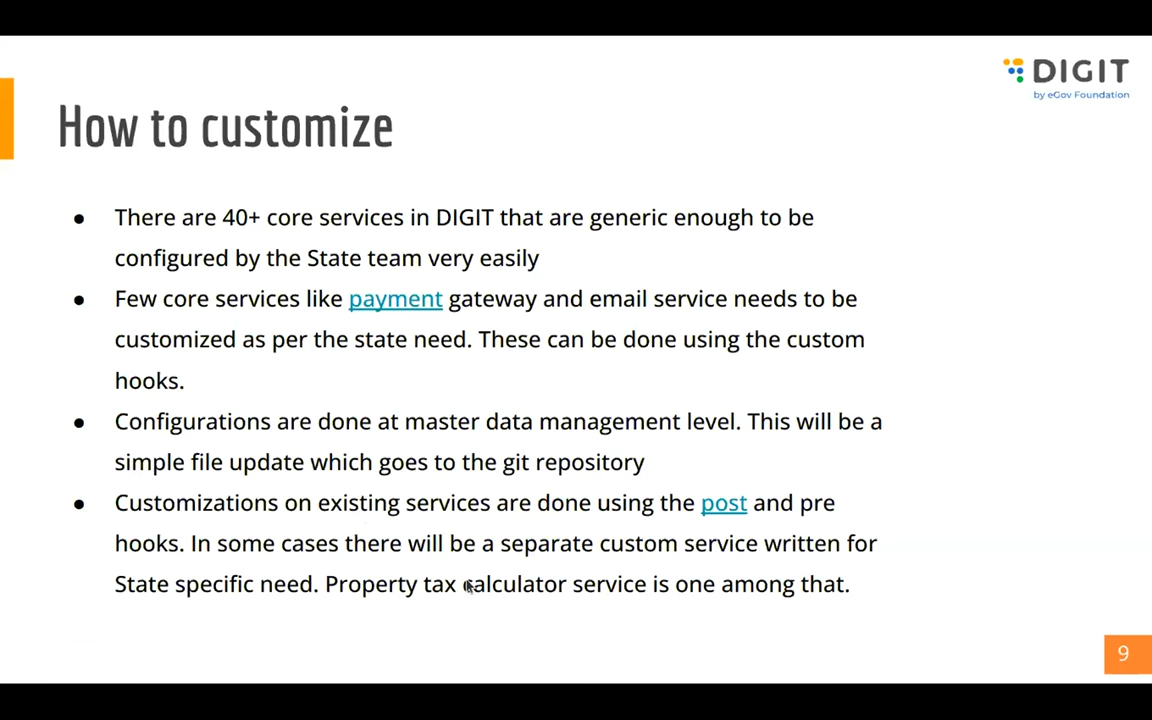 DIGIT
by eGov Foundation
How to customize
● There are 40+ core services in DIGIT that are generic enough to be
configured by the State team very easily
● Few core services like payment gateway and email service needs to be
customized as per the state need. These can be done using the custom
hooks.
● Configurations are done at master data management level. This will be a
simple file update which goes to the git repository
● Customizations on existing services are done using the post and pre
hooks. In some cases there will be a separate custom service written for
State specific need. Property tax calculator service is one among that.
9